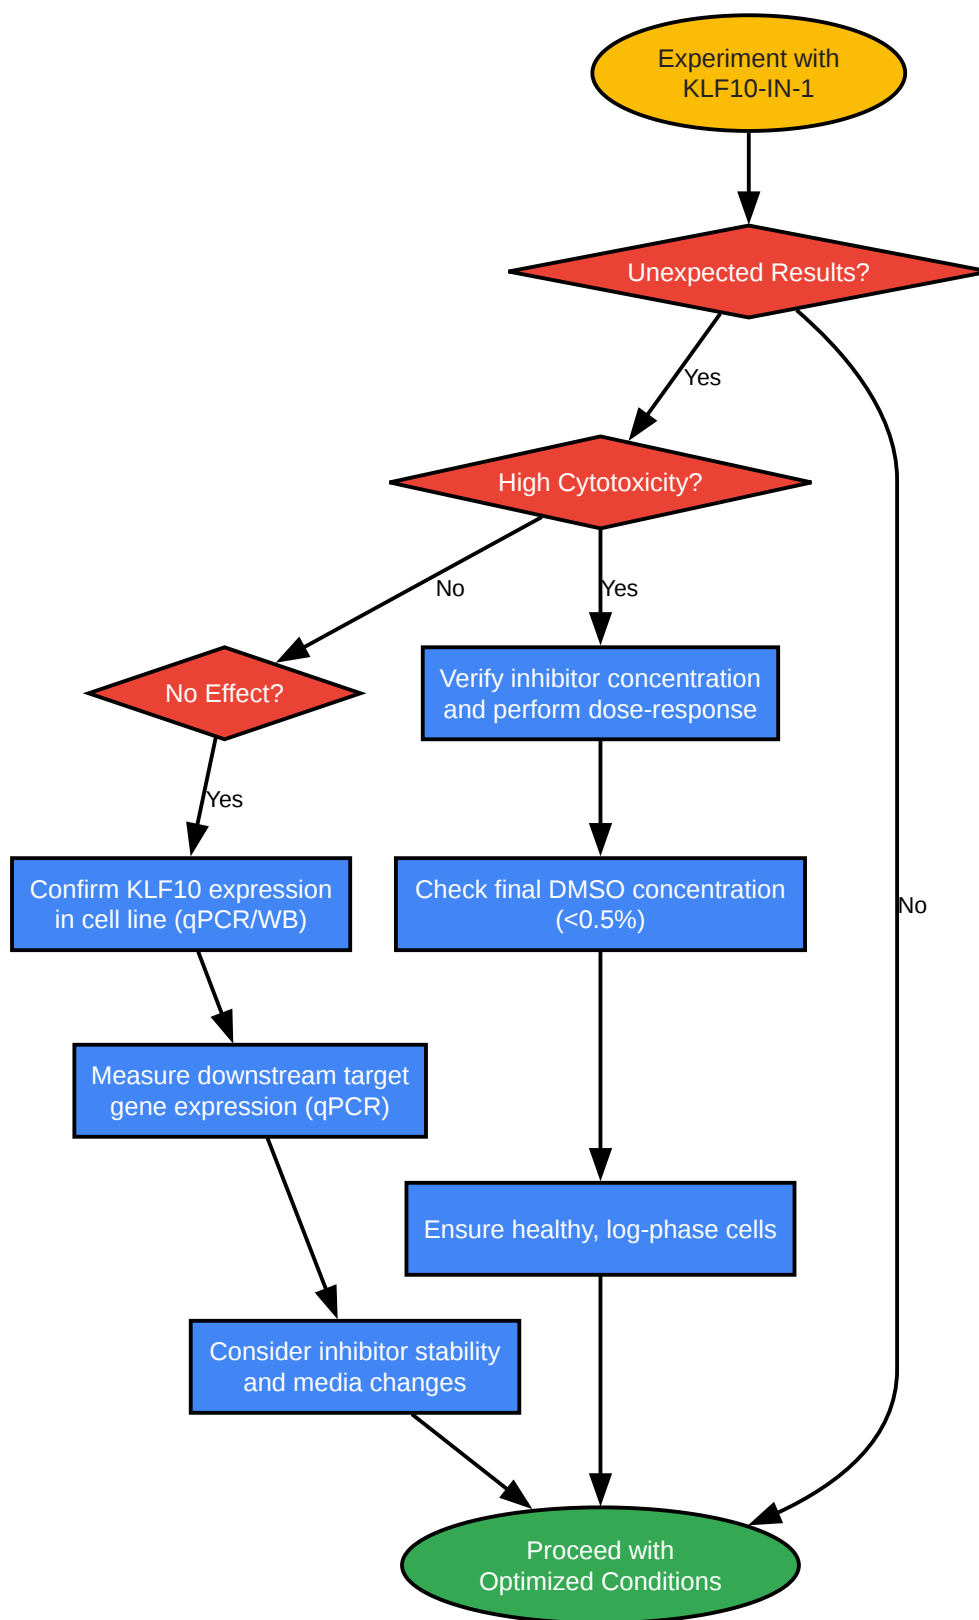 Experiment with
KLF10-IN-1
Unexpected Results?
Yes
High Cytotoxicity?
No
Yes
No Effect?
Verify inhibitor concentration
and perform dose-response
Yes
Confirm KLF10 expression
in cell line (qPCR/WB)
Check final DMSO concentration
(<0.5%)
No
Measure downstream target
gene expression (qPCR)
Ensure healthy, log-phase cells
Consider inhibitor stability
and media changes
Proceed with
Optimized Conditions